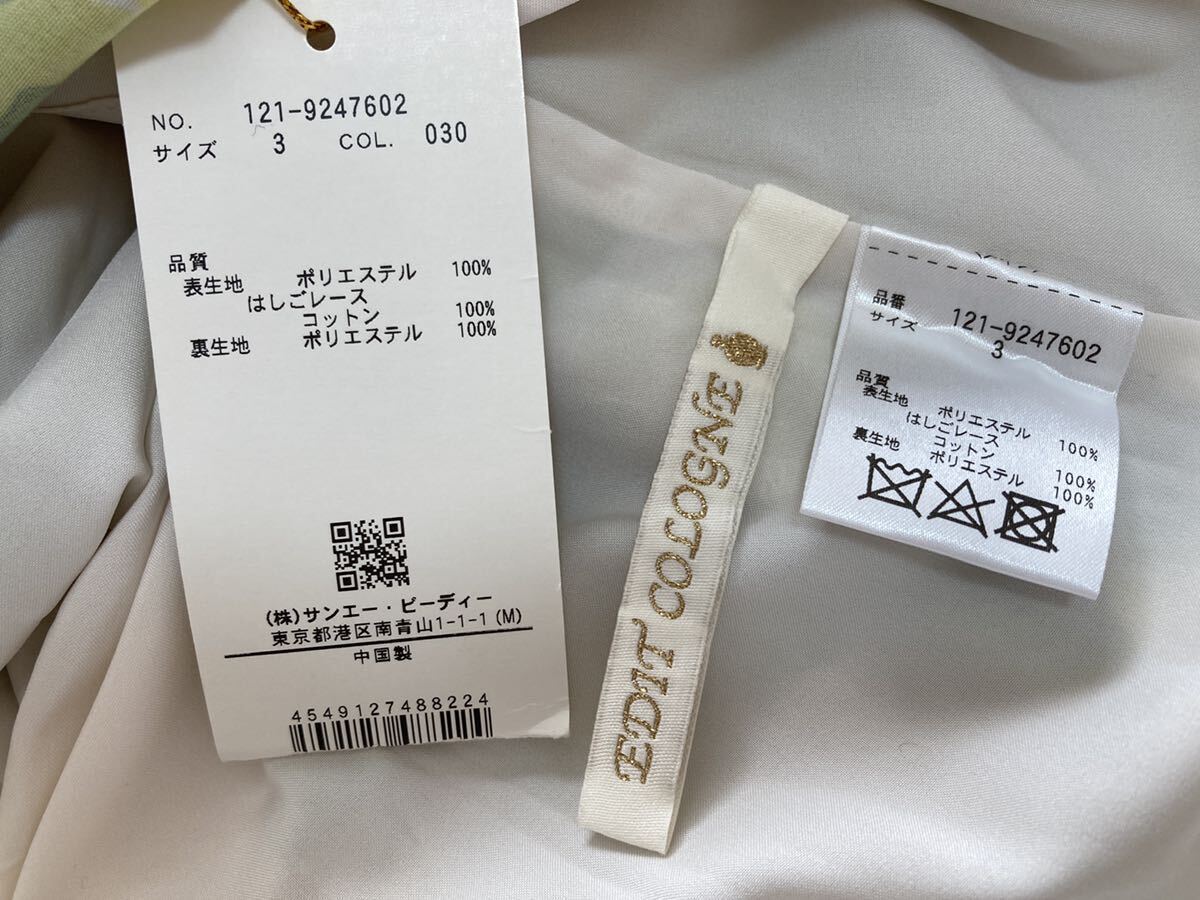 NO. 121-9247602
サイズ 3 COL. 030
品質
表生地 ポリエステル 100%
はしごレース
コットン 100%
裏生地 ポリエステル 100%
(株)サンエー・ビーディー
東京都港区南青山1-1-1(M)
中国製
4549127488224
EDIT COLOGNE
品番 121-9247602
サイズ 3
品質
表生地 ポリエステル 100%
はしごレース
コットン 100%
裏生地 ポリエステル 100%